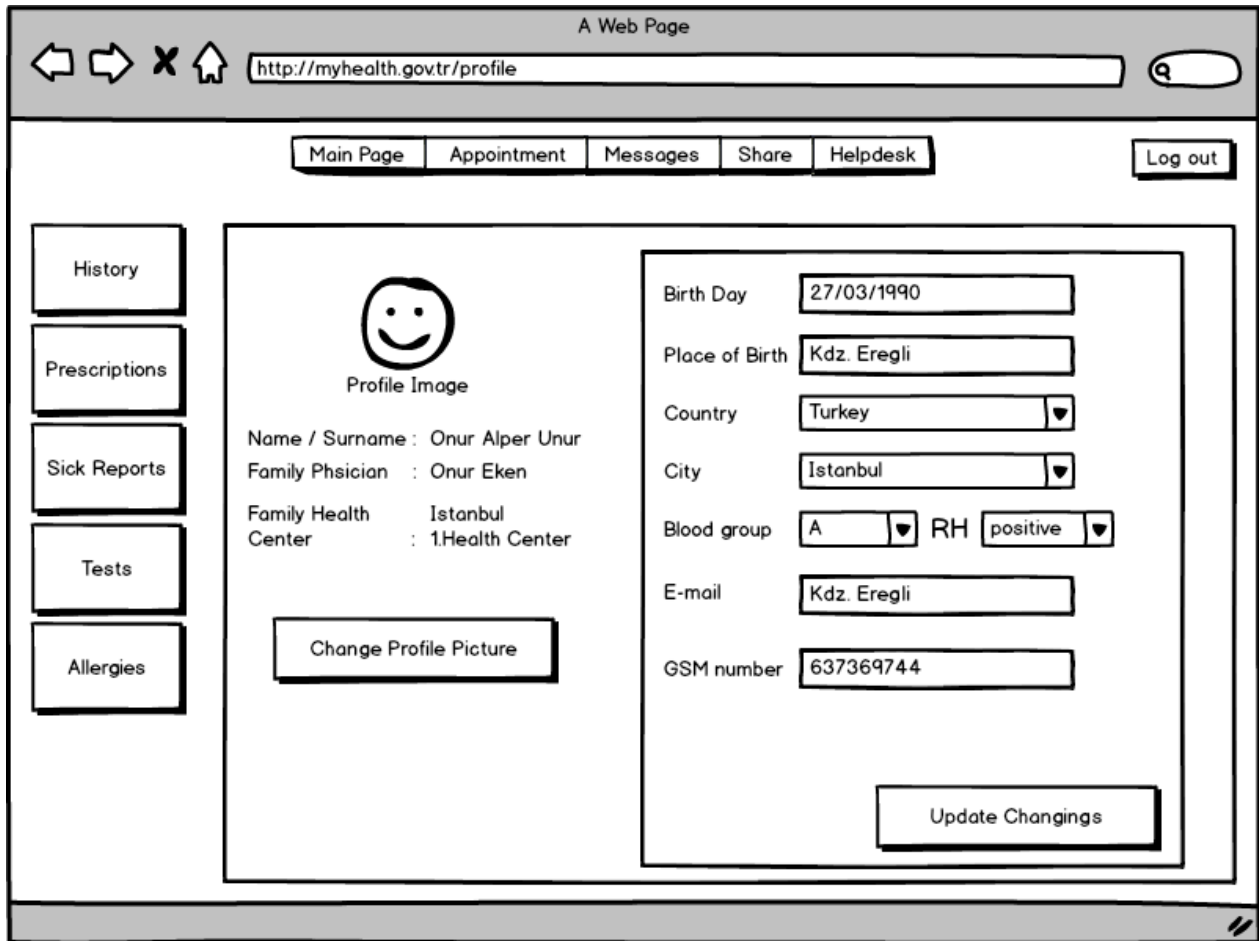 A Web Page
http://myhealth.gov.tr/profile
Main Page Appointment Messages Share Helpdesk
Log out
History
Prescriptions
Sick Reports
Tests
Allergies
Profile Image
Name / Surname : Onur Alper Unur
Family Phsician : Onur Eken
Family Health Istanbul
Center : 1.Health Center
Change Profile Picture
Birth Day 27/03/1990
Place of Birth Kdz. Eregli
Country Turkey
City Istanbul
Blood group A RH positive
E-mail Kdz. Eregli
GSM number 637369744
Update Changings